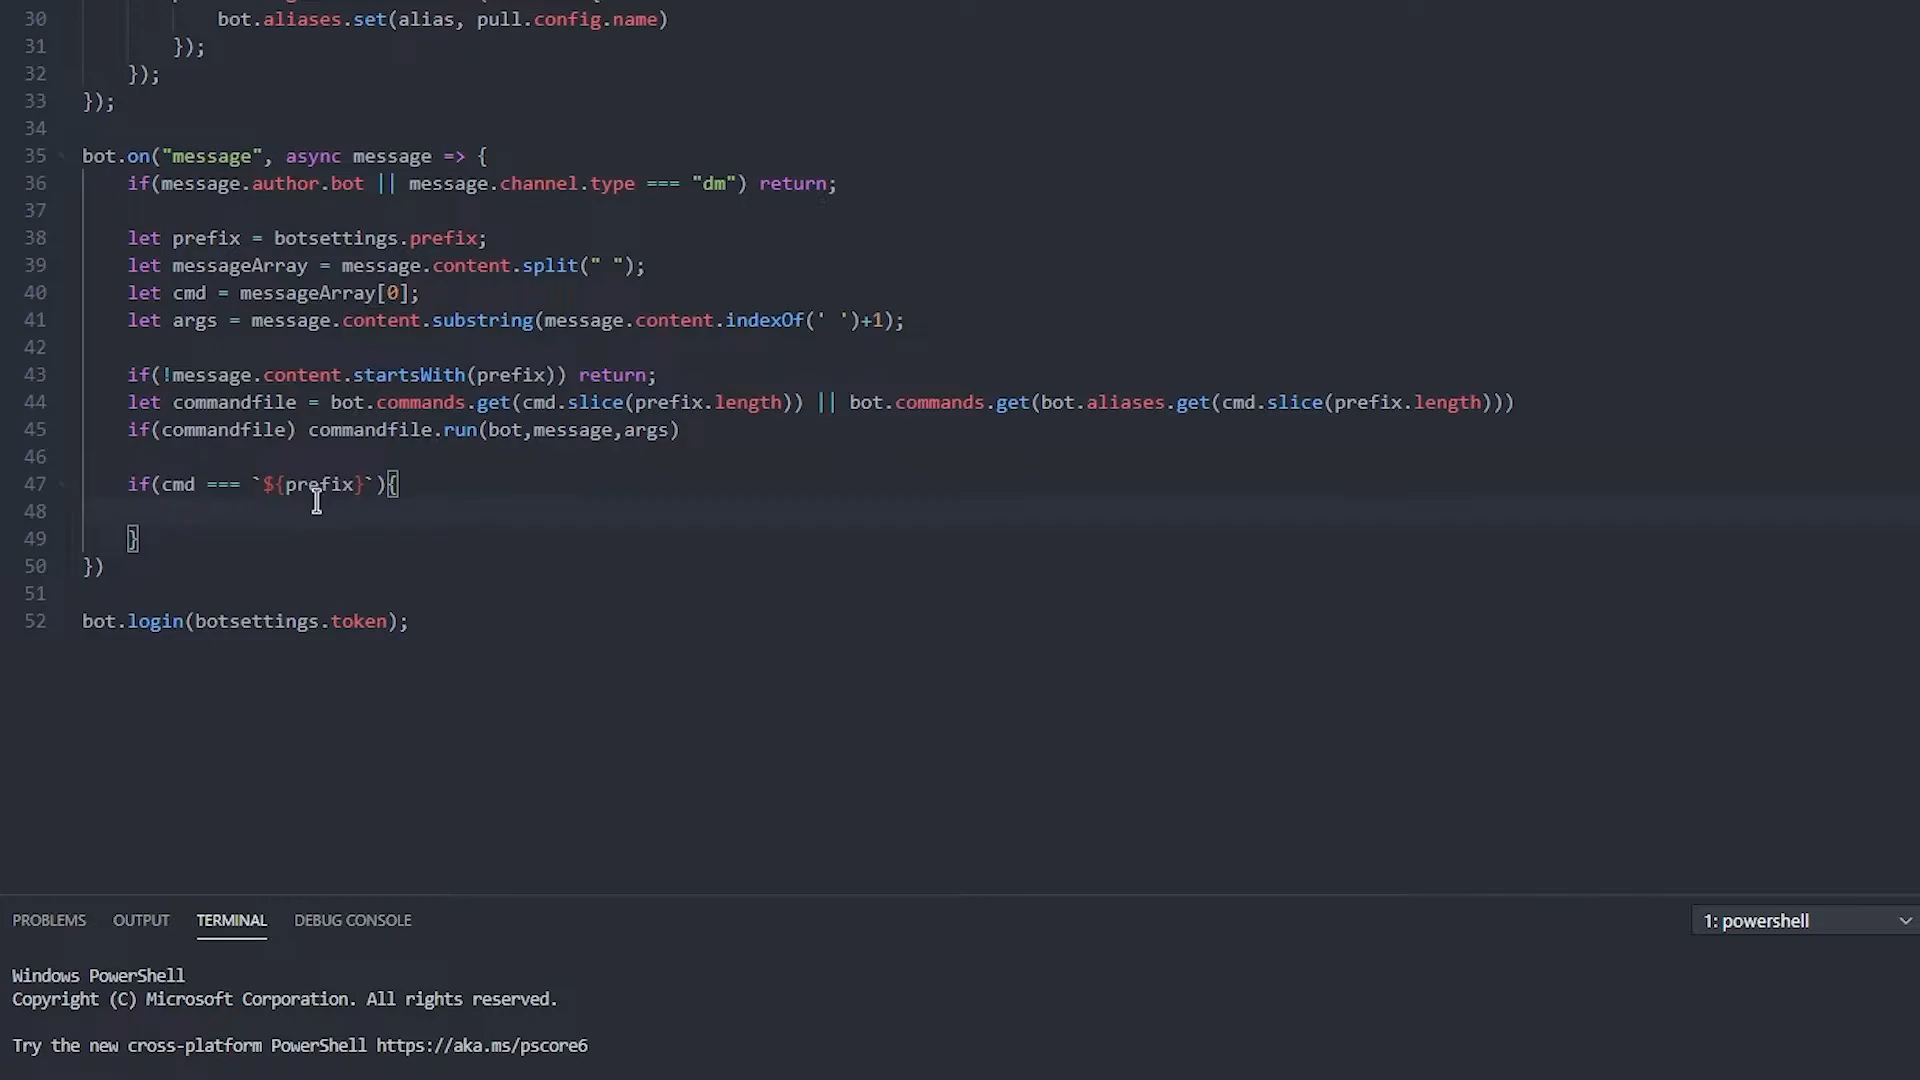 30 bot.aliases.set(alias, pull.config.name)
31 });
32 });
33 });
34
35 bot.on("message", async message => {
36 if(message.author.bot || message.channel.type === "dm") return;
37
38 let prefix = botsettings.prefix;
39 let messageArray = message.content.split(" ");
40 let cmd = messageArray[0];
41 let args = message.content.substring(message.content.indexOf(' ')+1);
42
43 if(!message.content.startsWith(prefix)) return;
44 let commandfile = bot.commands.get(cmd.slice(prefix.length)) || bot.commands.get(bot.aliases.get(cmd.slice(prefix.length)))
45 if(commandfile) commandfile.run(bot,message,args)
46
47 if(cmd === `${prefix}`){
48
49 }
50 })
51
52 bot.login(botsettings.token);
PROBLEMS OUTPUT TERMINAL DEBUG CONSOLE 1: powershell
Windows PowerShell
Copyright (C) Microsoft Corporation. All rights reserved.
Try the new cross-platform PowerShell https://aka.ms/pscore6